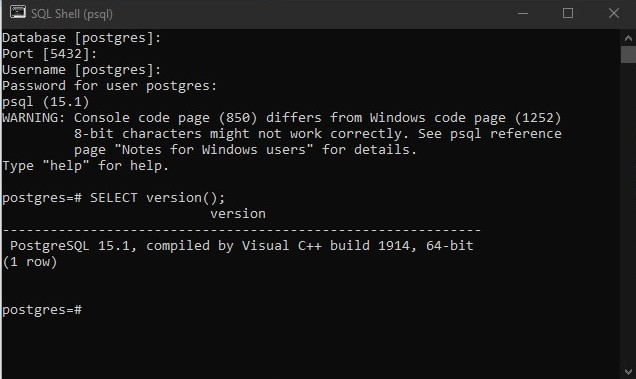 SQL Shell (psql)
Database [postgres]:
Port [5432]:
Username [postgres]:
Password for user postgres:
psql (15.1)
WARNING: Console code page (850) differs from Windows code page (1252)
         8-bit characters might not work correctly. See psql reference
         page "Notes for Windows users" for details.
Type "help" for help.

postgres=# SELECT version();
                          version
------------------------------------------------------------
 PostgreSQL 15.1, compiled by Visual C++ build 1914, 64-bit
(1 row)


postgres=#